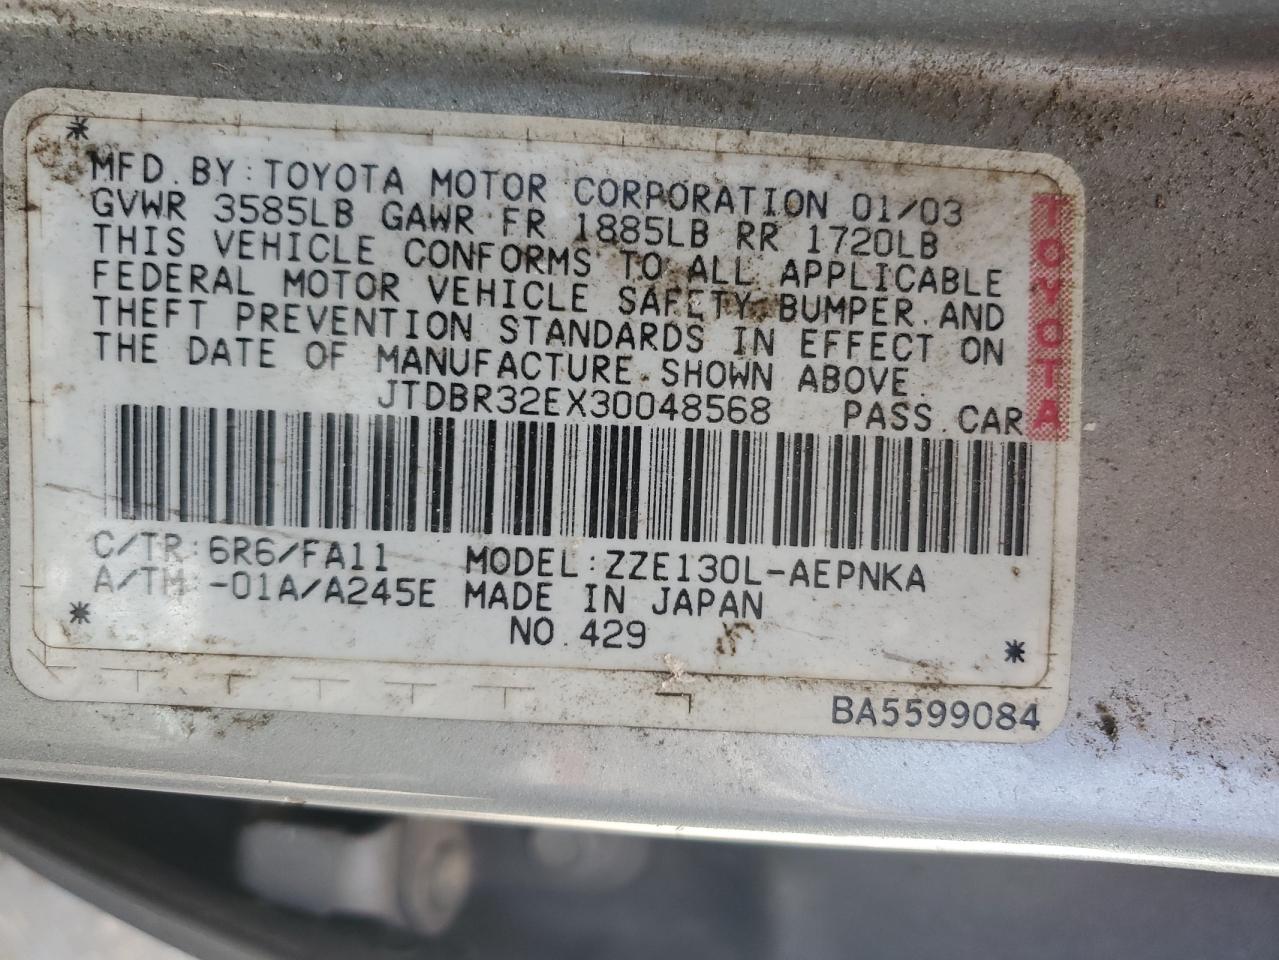 MFD. BY: TOYOTA MOTOR CORPORATION 01/03
GVWR 3585LB GAWR FR 1885LB RR 1720LB
THIS VEHICLE CONFORMS TO ALL APPLICABLE
FEDERAL MOTOR VEHICLE SAFETY, BUMPER, AND
THEFT PREVENTION STANDARDS IN EFFECT ON
THE DATE OF MANUFACTURE SHOWN ABOVE.
JTDBR32EX30048568 PASS. CAR
TOYOTA
C/TR: 6R6/FA11 MODEL: ZZE130L-AEPNKA
A/TM: -01A/A245E MADE IN JAPAN
NO. 429
BA5599084